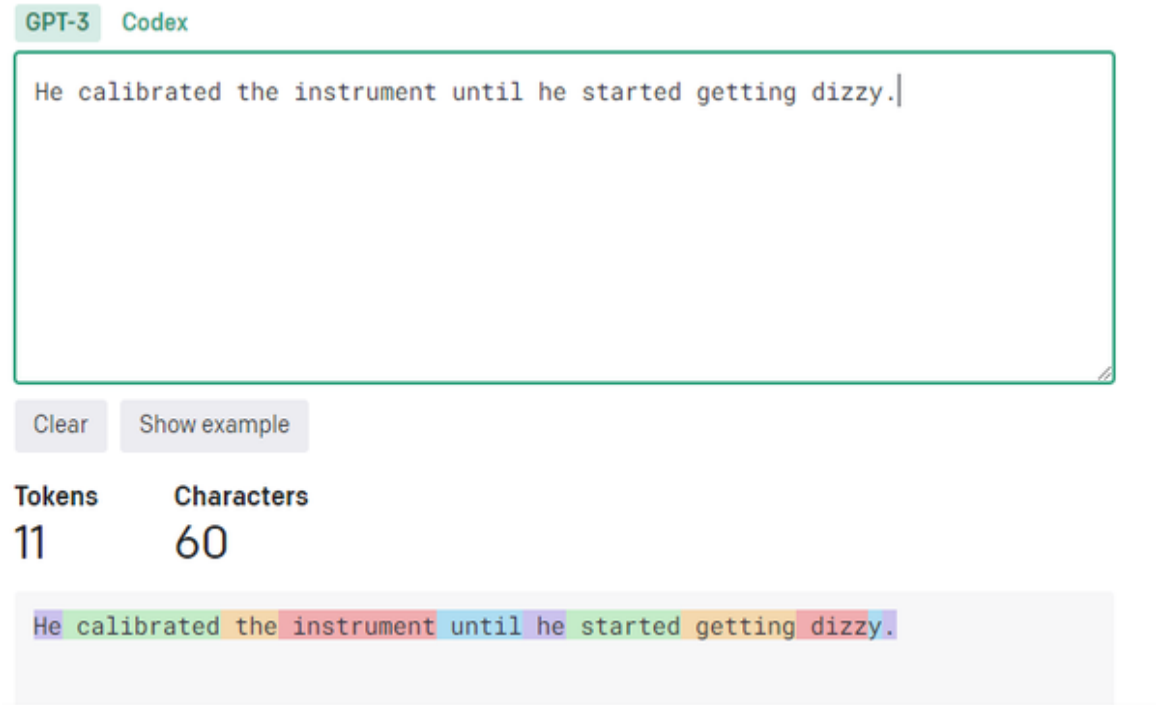 GPT-3 Codex
He calibrated the instrument until he started getting dizzy.
Clear Show example
Tokens Characters
11 60
He calibrated the instrument until he started getting dizzy.